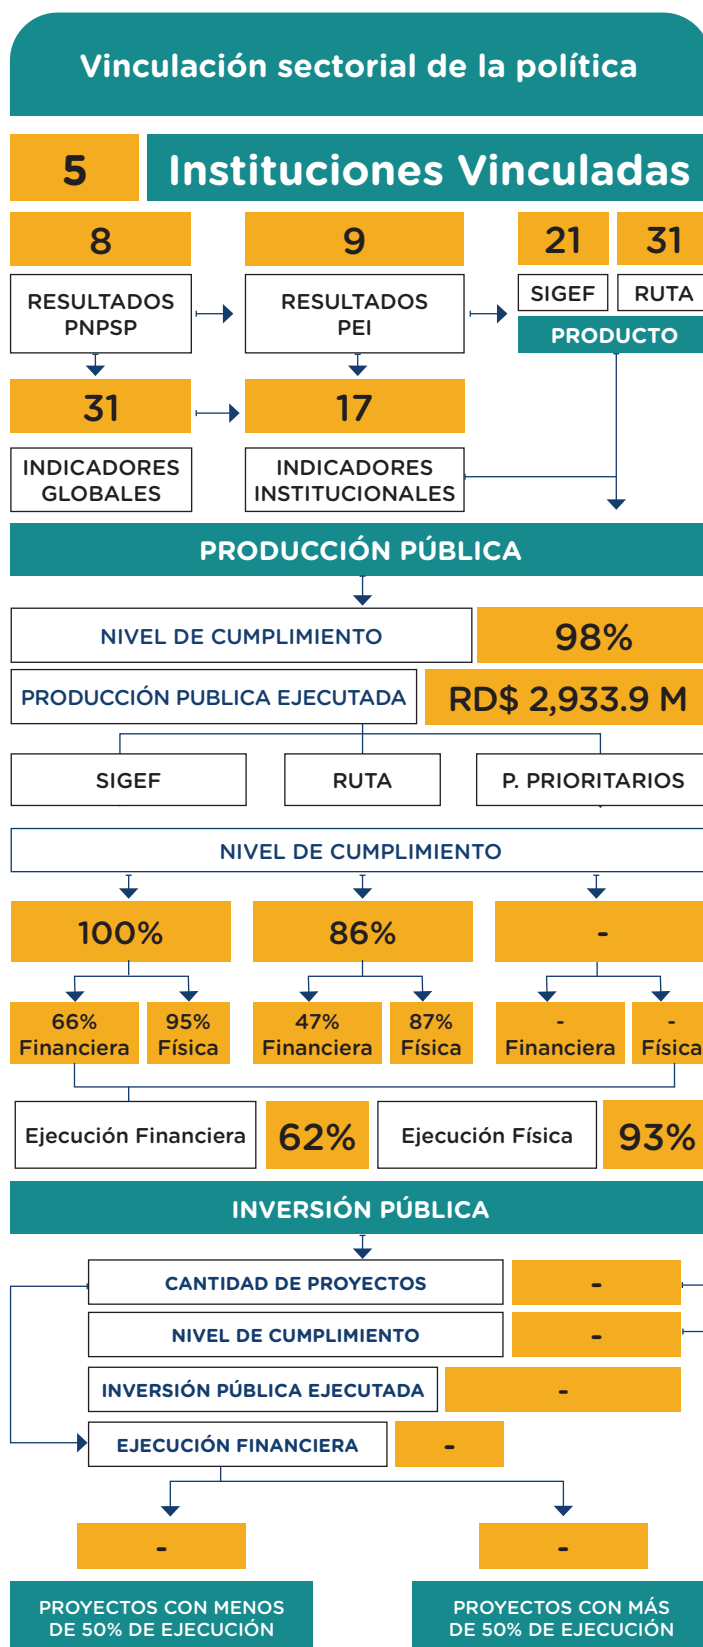 Vinculación sectorial de la política
5 Instituciones Vinculadas
8 9 21 31
RESULTADOS
PNPSP
RESULTADOS
PEI
SIGEF RUTA
PRODUCTO
31 17
INDICADORES
GLOBALES
INDICADORES
INSTITUCIONALES
PRODUCCIÓN PÚBLICA
NIVEL DE CUMPLIMIENTO 98%
PRODUCCIÓN PUBLICA EJECUTADA RD$ 2,933.9 M
SIGEF RUTA P. PRIORITARIOS
NIVEL DE CUMPLIMIENTO
100% 86% -
66%
Financiera
95%
Física
47%
Financiera
87%
Física
-
Financiera
-
Física
Ejecución Financiera 62% Ejecución Física 93%
INVERSIÓN PÚBLICA
CANTIDAD DE PROYECTOS -
NIVEL DE CUMPLIMIENTO -
INVERSIÓN PÚBLICA EJECUTADA -
EJECUCIÓN FINANCIERA -
- -
PROYECTOS CON MENOS
DE 50% DE EJECUCIÓN
PROYECTOS CON MÁS
DE 50% DE EJECUCIÓN